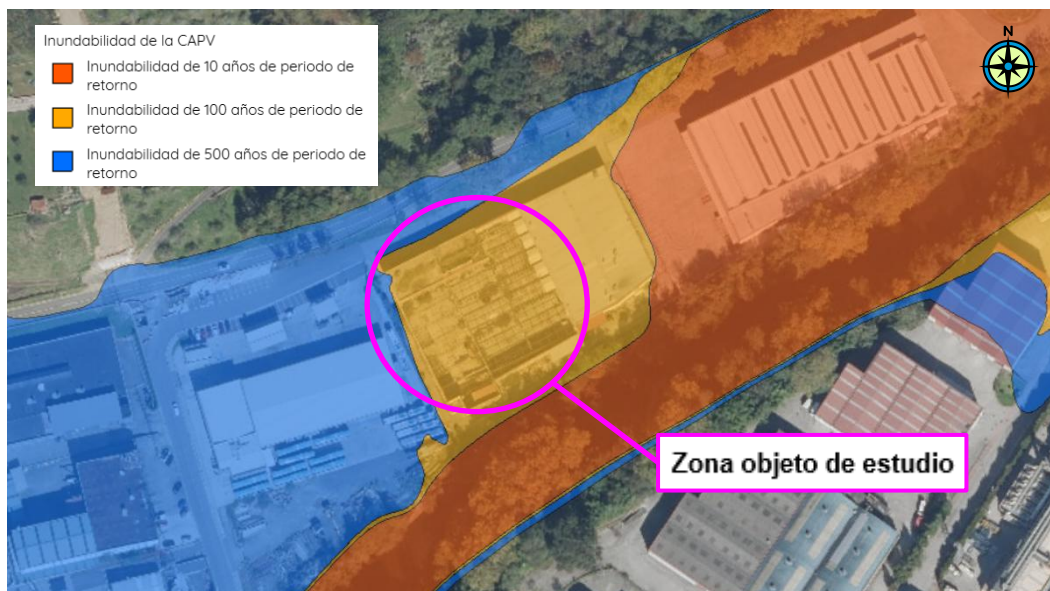 Inundabilidad de la CAPV
Inundabilidad de 10 años de periodo de
retorno
Inundabilidad de 100 años de periodo de
retorno
Inundabilidad de 500 años de periodo de
retorno
N
Zona objeto de estudio